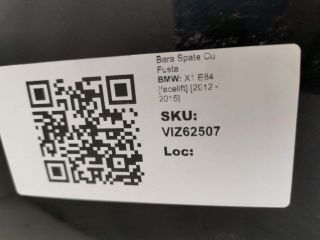 Bara Spate Cu
Fusta
BMW: X1 E84
[facelift] [2012 -
2015]
SKU:
VIZ62507
Loc: